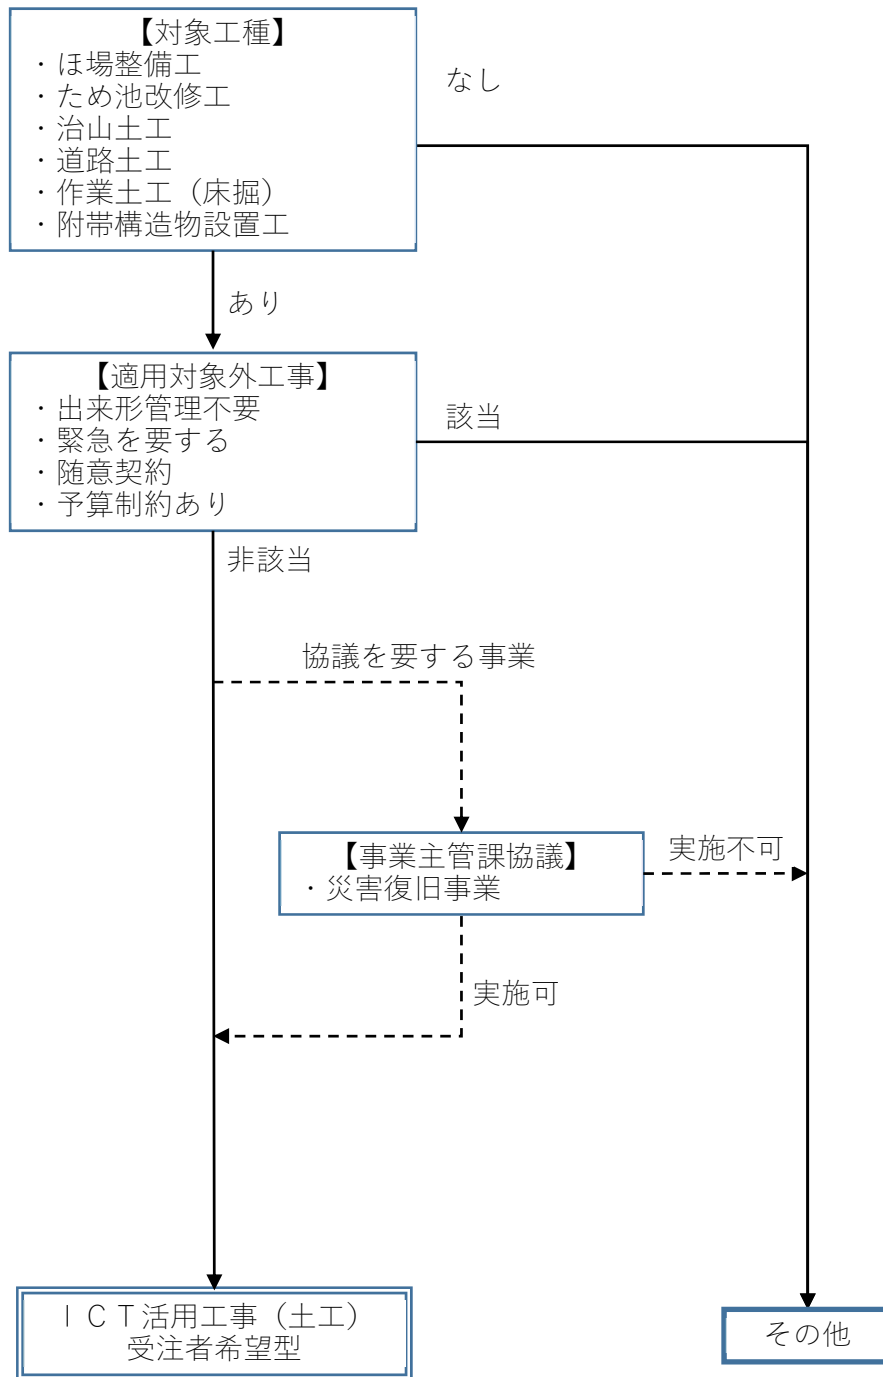 【対象工種】
・ほ場整備工
・ため池改修工
・治山土工
・道路土工
・作業土工（床掘）
・附帯構造物設置工
なし
あり
【適用対象外工事】
・出来形管理不要
・緊急を要する
・随意契約
・予算制約あり
該当
非該当
協議を要する事業
【事業主管課協議】
・災害復旧事業
実施不可
実施可
ＩＣＴ活用工事（土工）
受注者希望型
その他